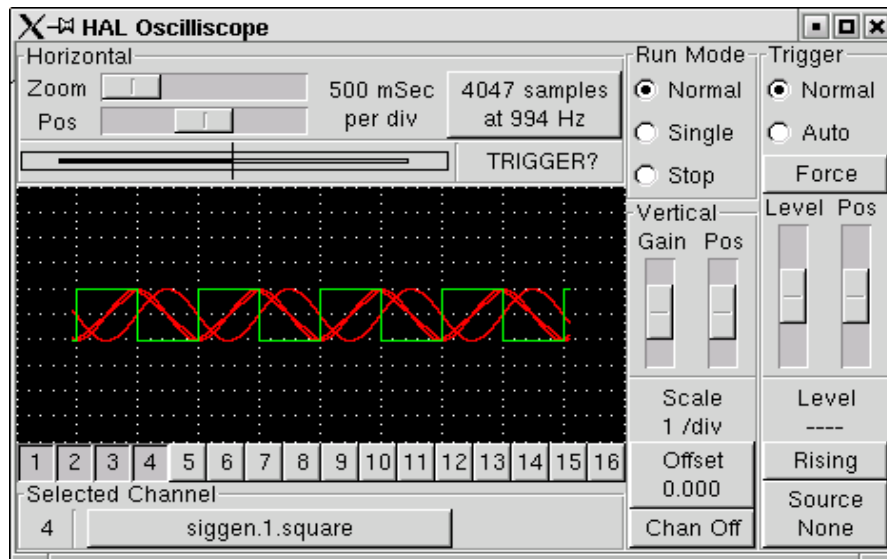 HAL Oscilliscope
Horizontal
Zoom
Pos
500 mSec
per div
4047 samples
at 994 Hz
TRIGGER?
Run Mode
Normal
Single
Stop
Trigger
Normal
Auto
Force
Vertical
Gain Pos
Level Pos
Scale
1 /div
Offset
0.000
Chan Off
Level
----
Rising
Source
None
1 2 3 4 5 6 7 8 9 10 11 12 13 14 15 16
Selected Channel
4 siggen.1.square